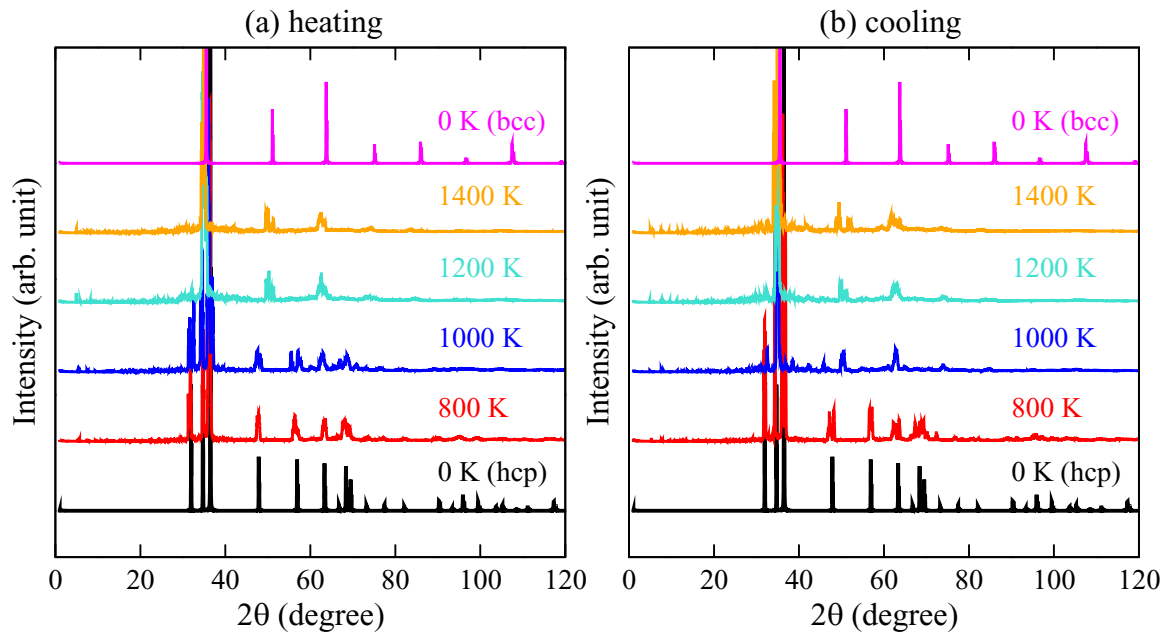 (a) heating
Intensity (arb. unit)
0 K (bcc)
1400 K
1200 K
1000 K
800 K
0 K (hcp)
0 20 40 60 80 100 120
2θ (degree)
(b) cooling
Intensity (arb. unit)
0 K (bcc)
1400 K
1200 K
1000 K
800 K
0 K (hcp)
0 20 40 60 80 100 120
2θ (degree)